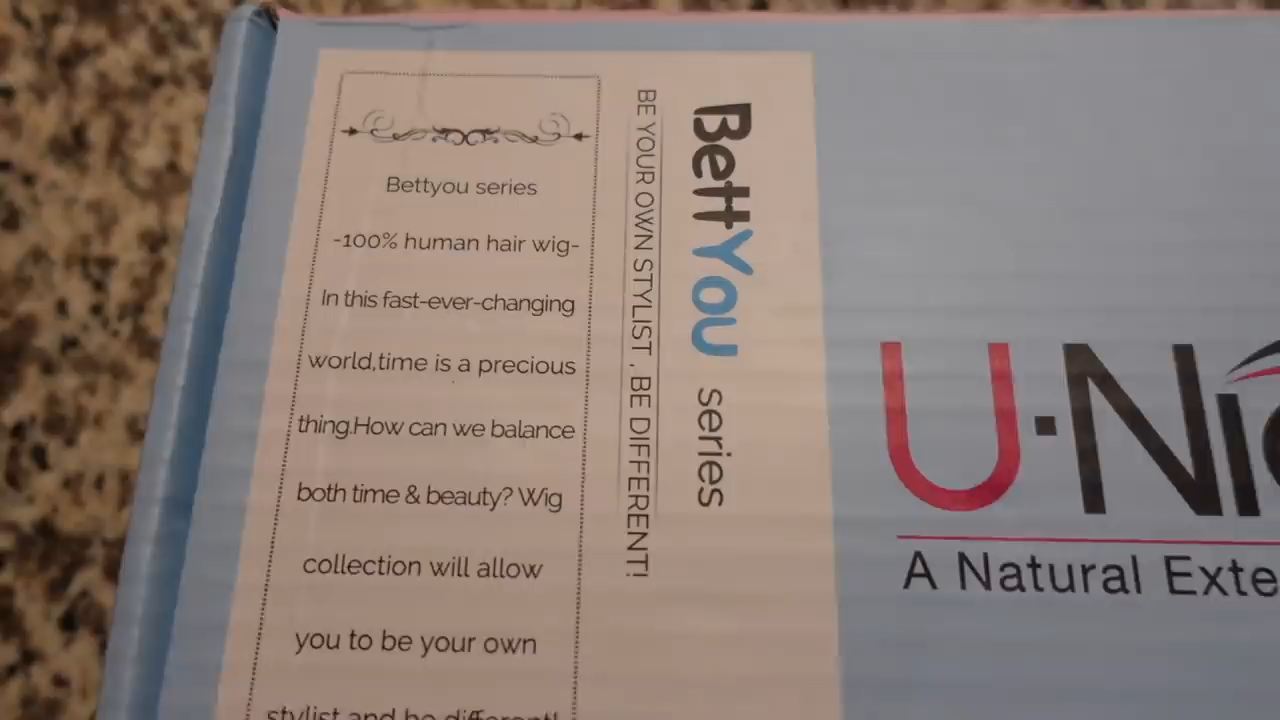 Bettyou series
-100% human hair wig-
In this fast-ever-changing
world,time is a precious
thing.How can we balance
both time & beauty? Wig
collection will allow
you to be your own
stylist and be different!
BE YOUR OWN STYLIST , BE DIFFERENT!
BettYou series
U·Ni
A Natural Exte